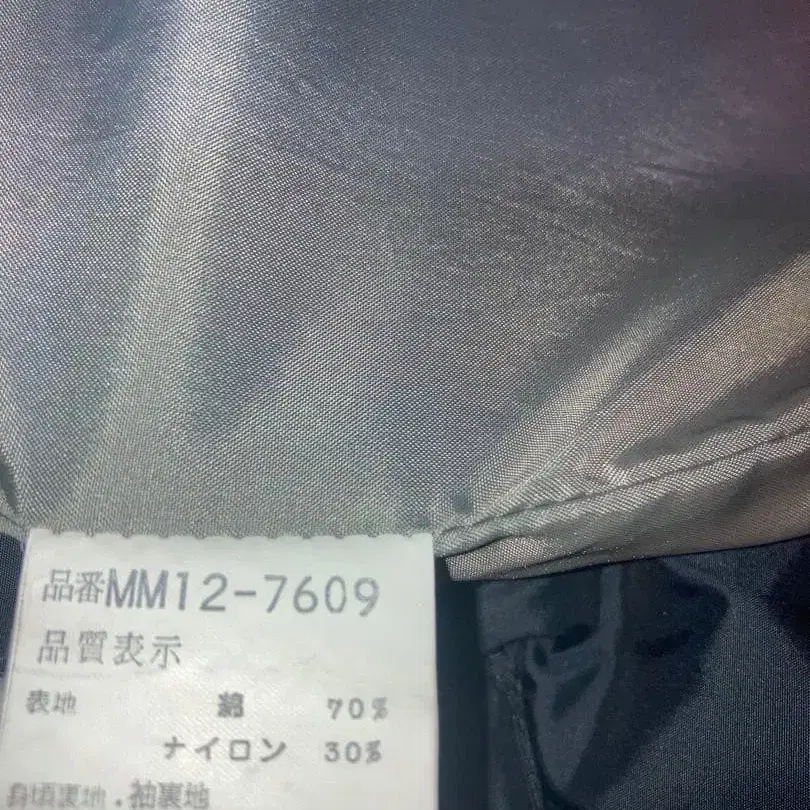 品番MM12-7609
品質表示
表地 綿 70%
ナイロン 30%
身頃裏地.袖裏地